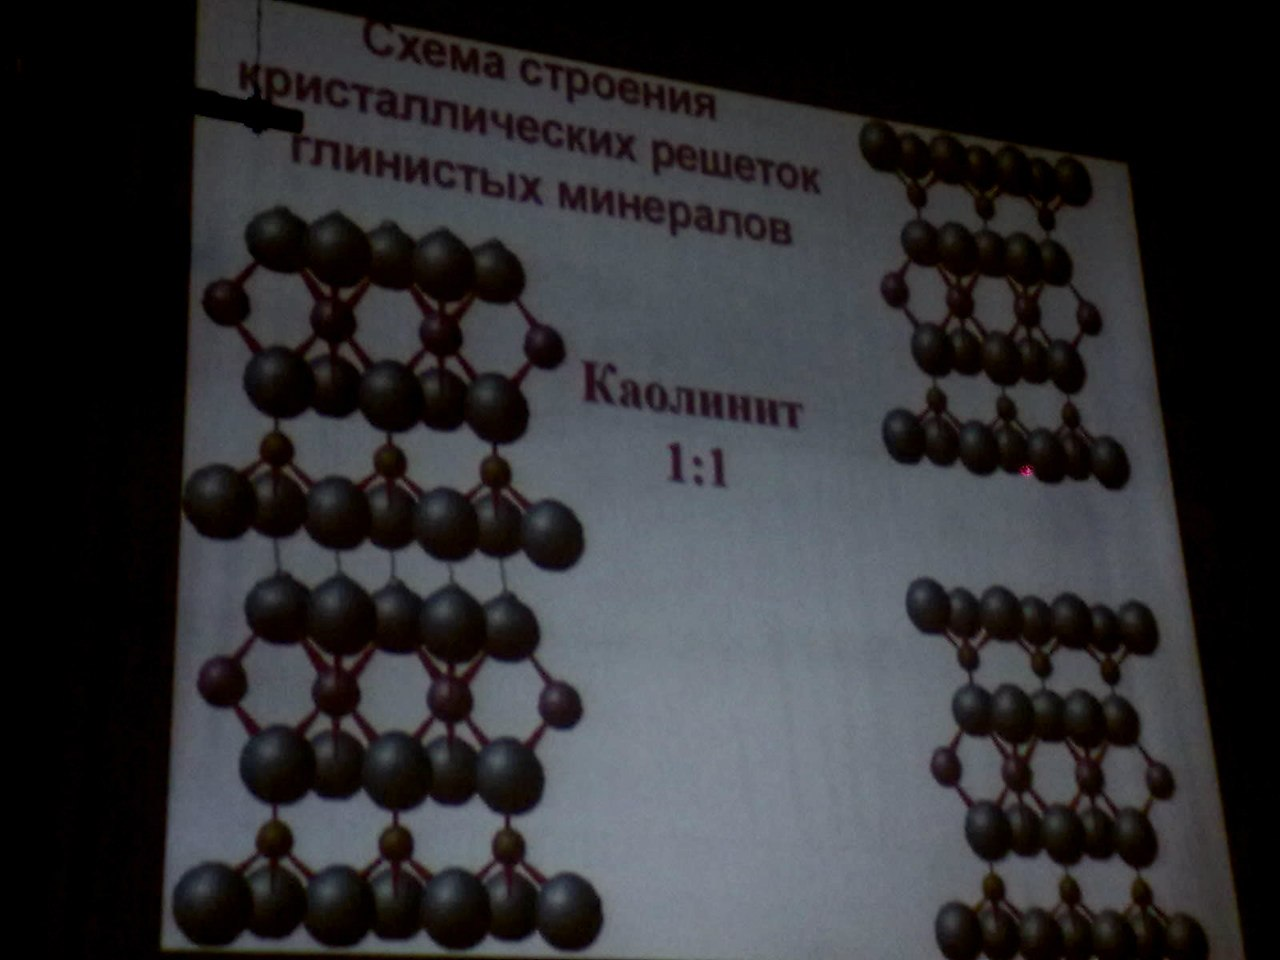 Схема строения
кристаллических решеток
глинистых минералов
Каолинит
1:1